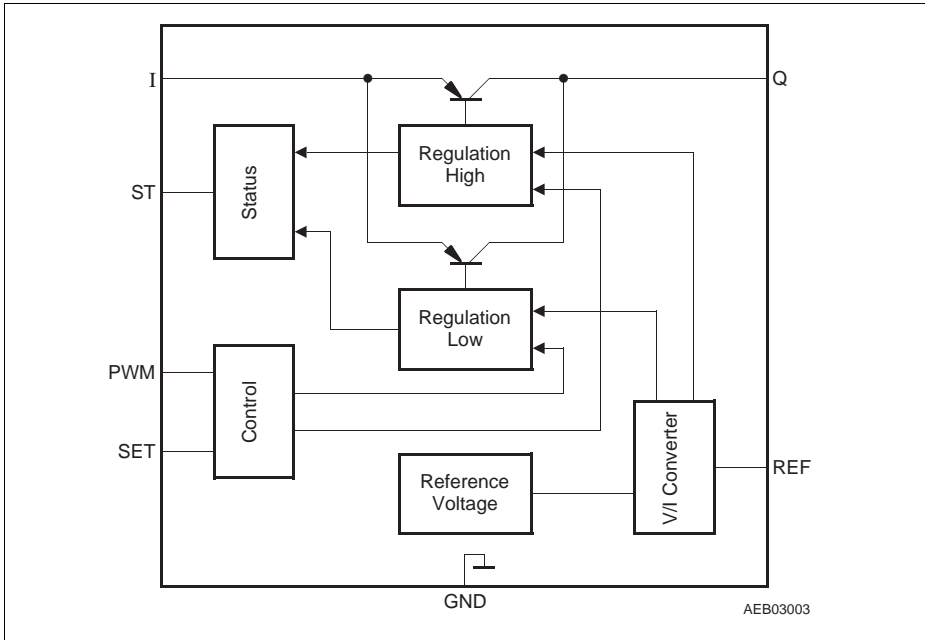 I
Q
Regulation
High
Status
ST
Regulation
Low
PWM
Control
SET
Reference
Voltage
V/I Converter
REF
GND
AEB03003